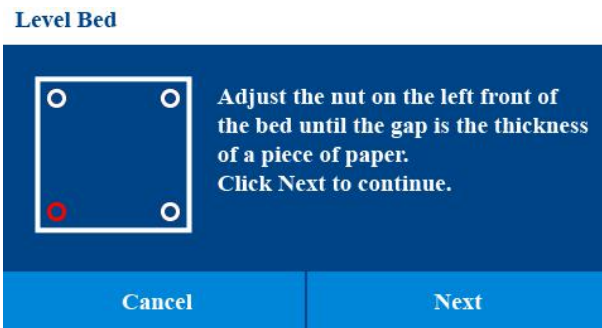 Level Bed
Adjust the nut on the left front of
the bed until the gap is the thickness
of a piece of paper.
Click Next to continue.
Cancel
Next